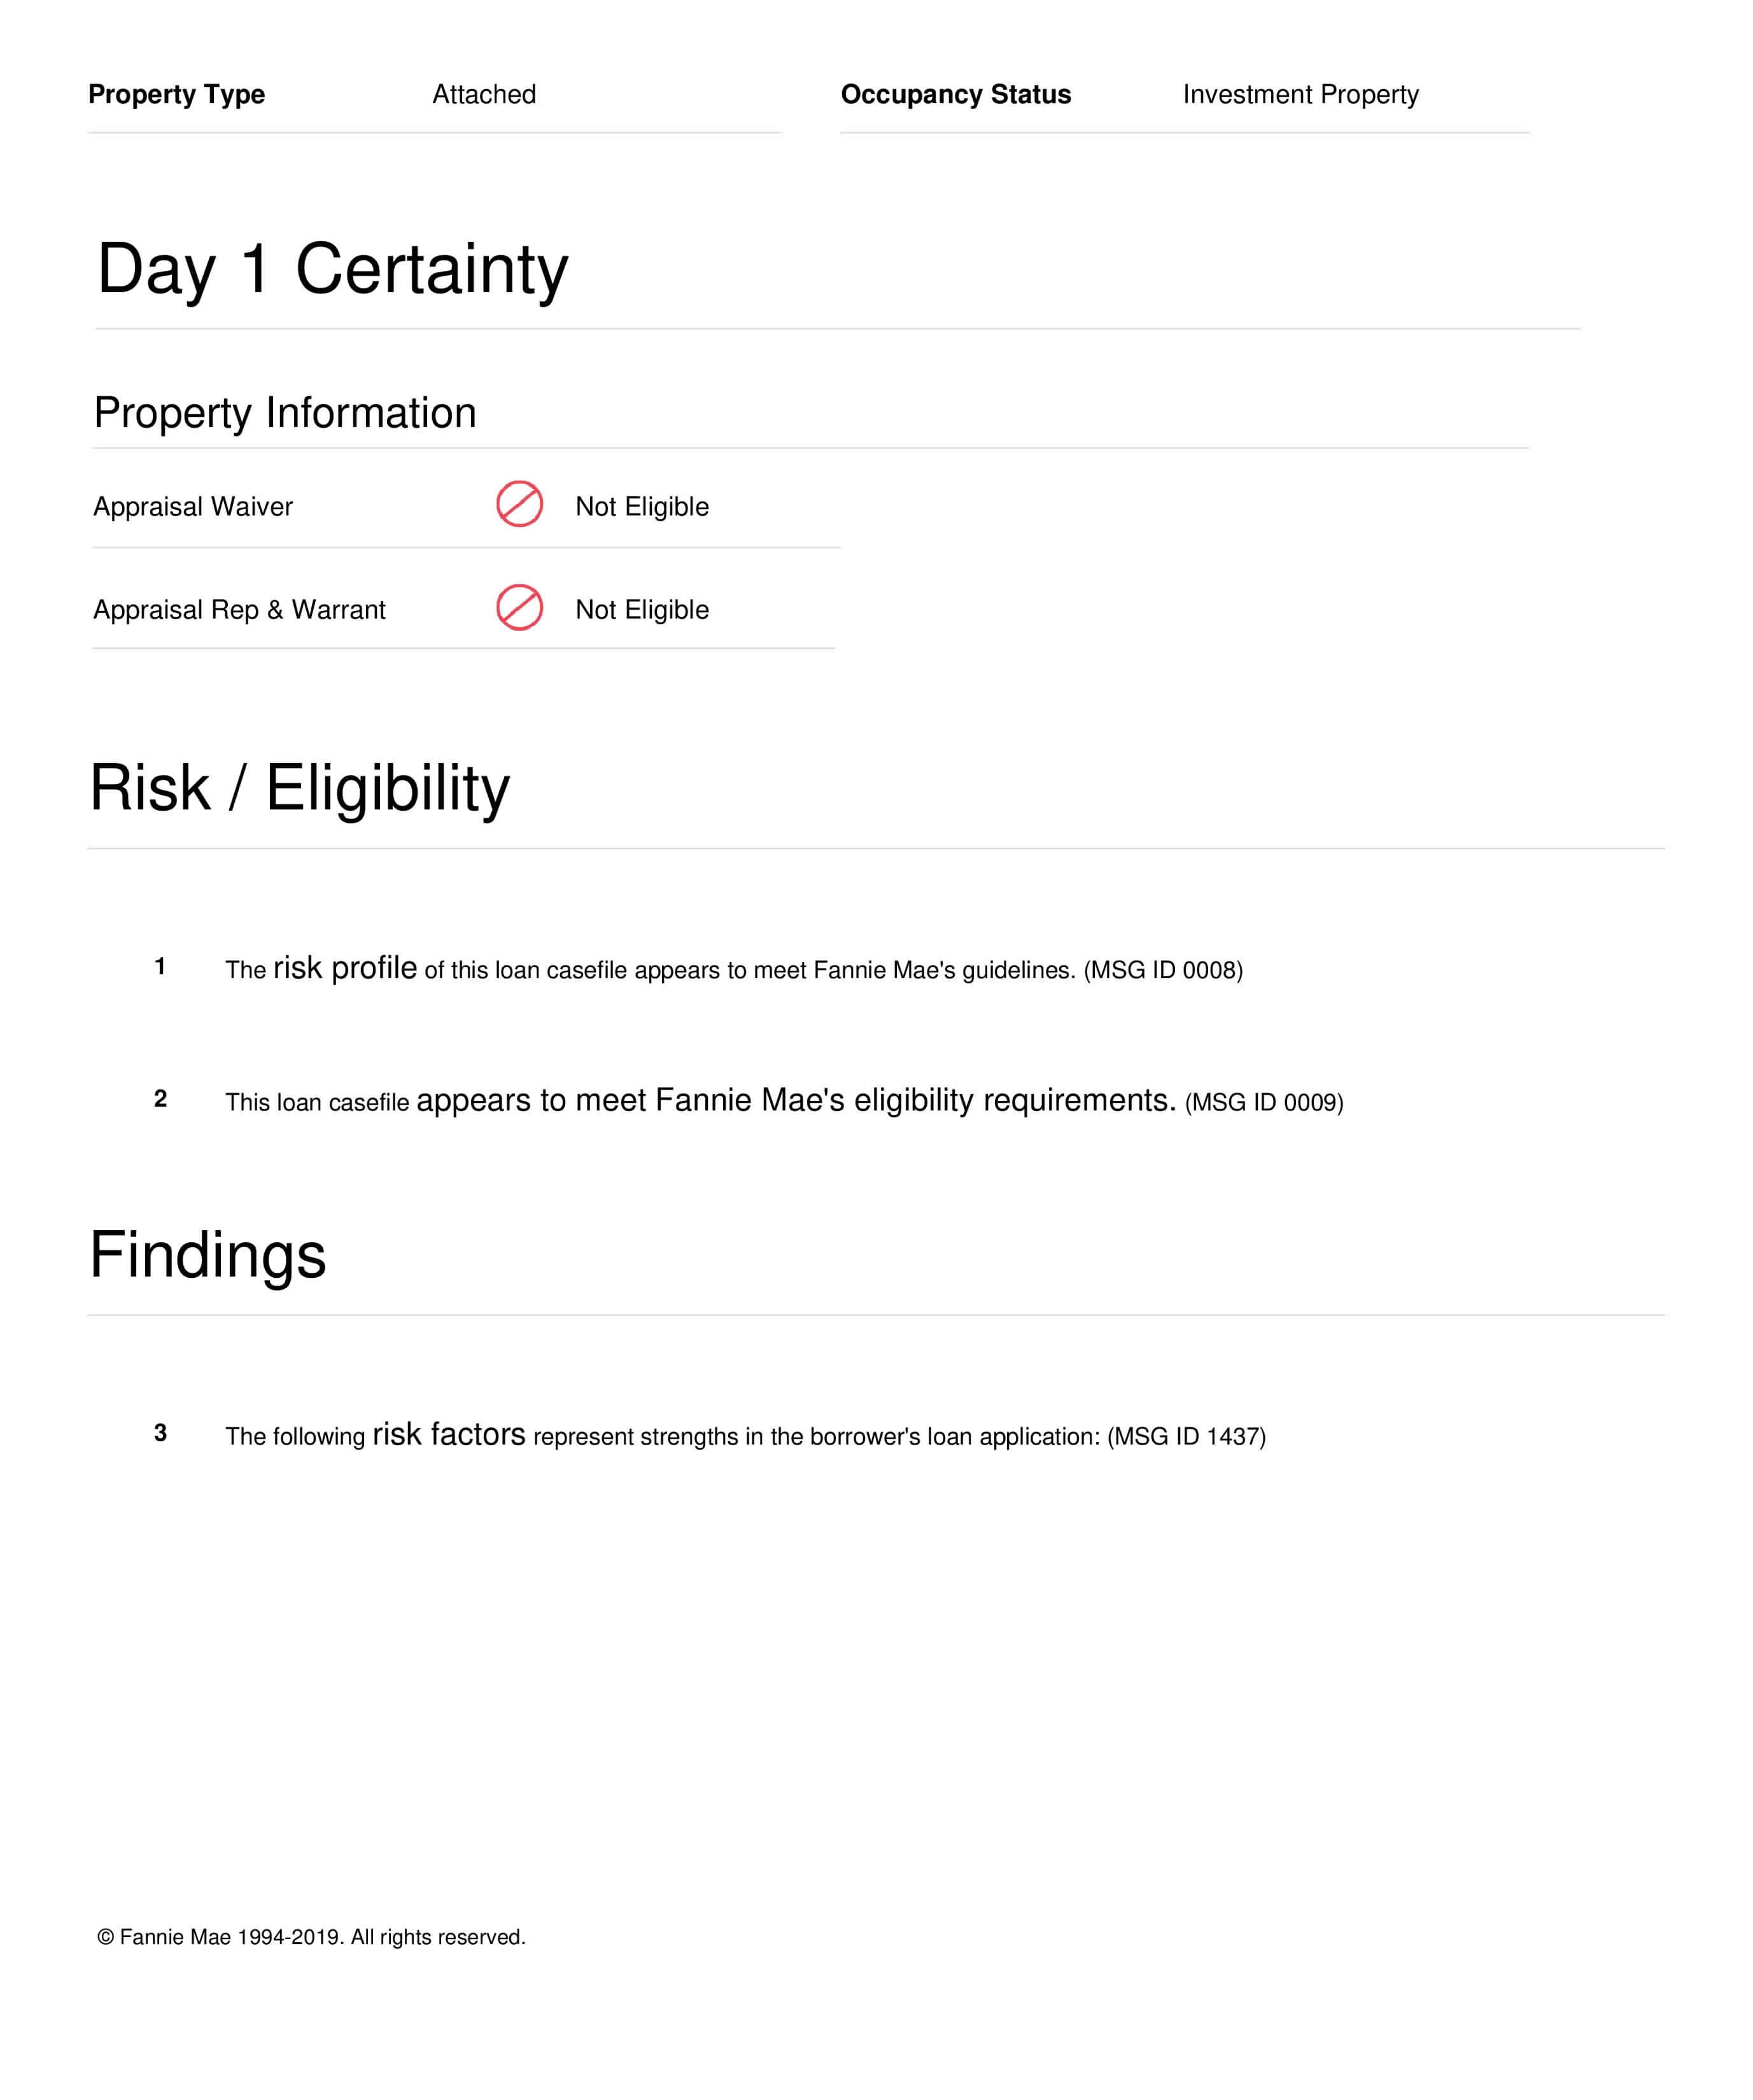 Property Type Attached Occupancy Status Investment Property
Day 1 Certainty
Property Information
Appraisal Waiver Not Eligible
Appraisal Rep & Warrant Not Eligible
Risk / Eligibility
1 The risk profile of this loan casefile appears to meet Fannie Mae's guidelines. (MSG ID 0008)
2 This loan casefile appears to meet Fannie Mae's eligibility requirements. (MSG ID 0009)
Findings
3 The following risk factors represent strengths in the borrower's loan application: (MSG ID 1437)
© Fannie Mae 1994-2019. All rights reserved.